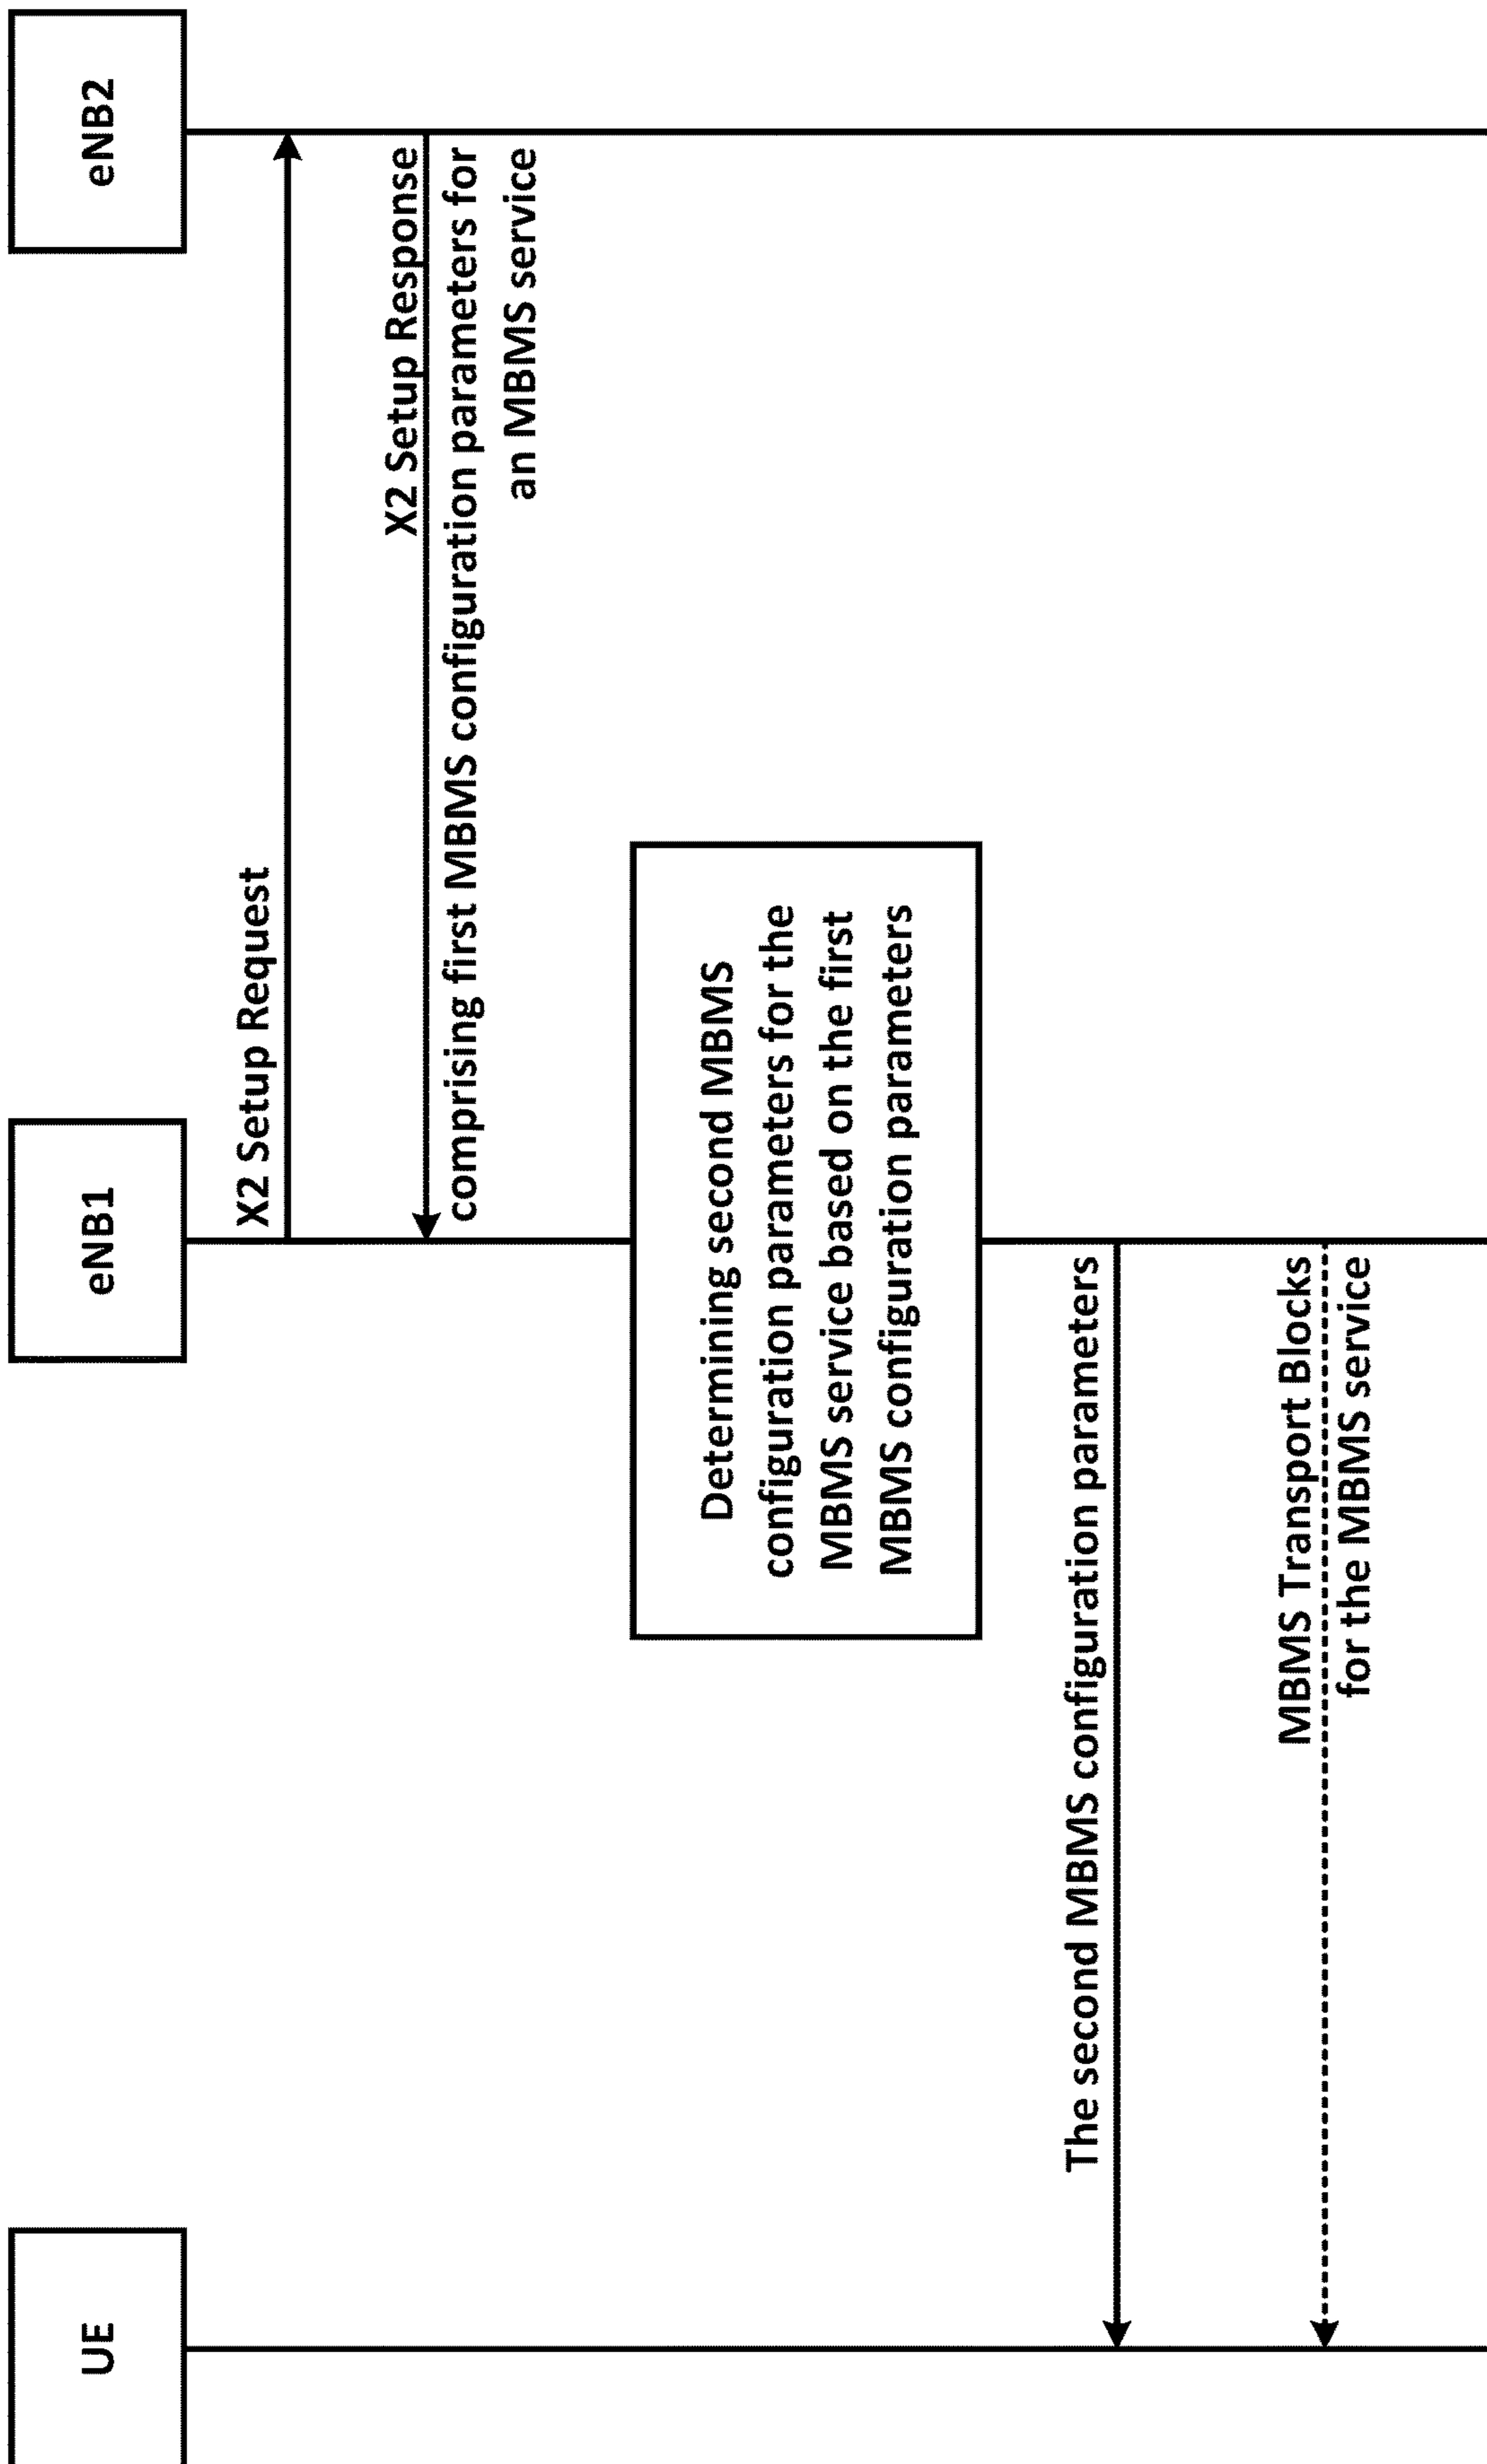 UE
eNB1
eNB2
X2 Setup Request
X2 Setup Response
comprising first MBMS configuration parameters for
an MBMS service
Determining second MBMS
configuration parameters for the
MBMS service based on the first
MBMS configuration parameters
The second MBMS configuration parameters
MBMS Transport Blocks
for the MBMS service